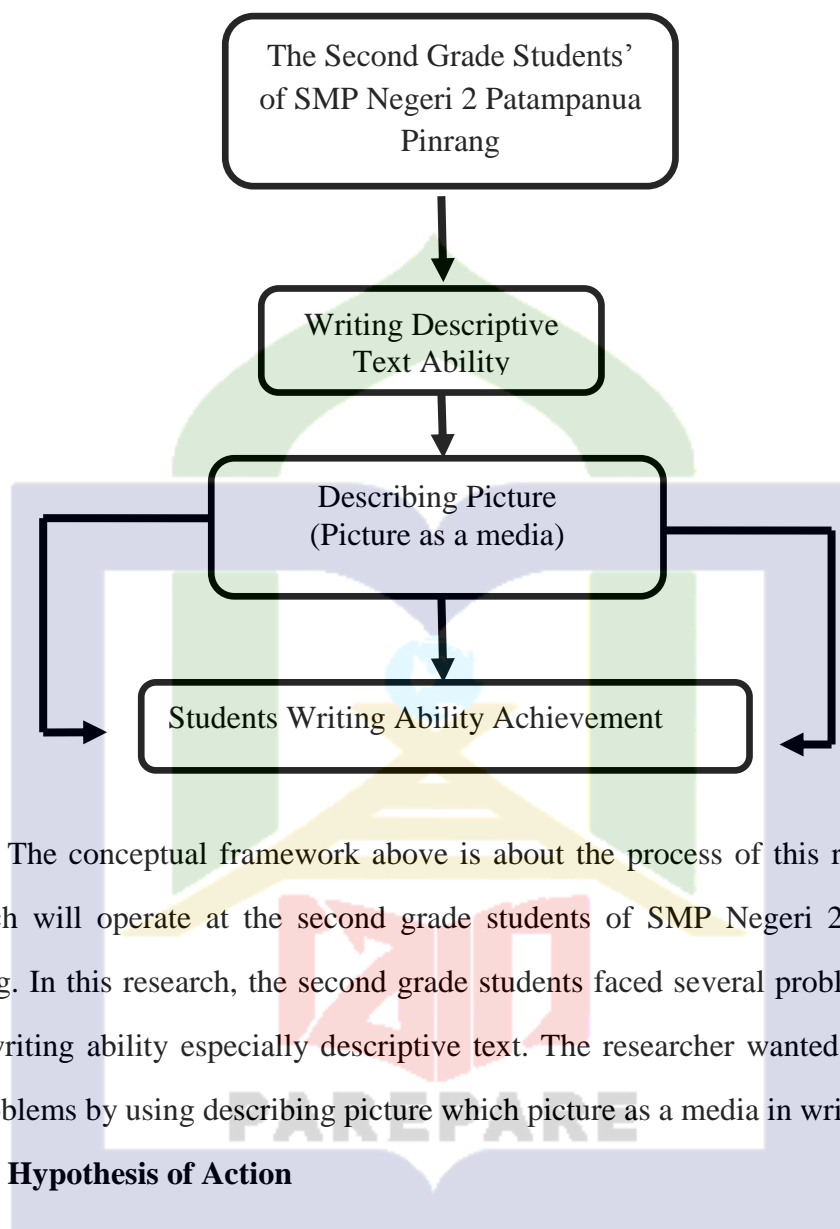 The Second Grade Students’
of SMP Negeri 2 Patampanua
Pinrang
Writing Descriptive
Text Ability
Describing Picture
(Picture as a media)
Students Writing Ability Achievement
The conceptual framework above is about the process of this
will operate at the second grade students of SMP Negeri 2
In this research, the second grade students faced several
writing ability especially descriptive text. The researcher wanted
by using describing picture which picture as a media in
Hypothesis of Action
PAREPARE